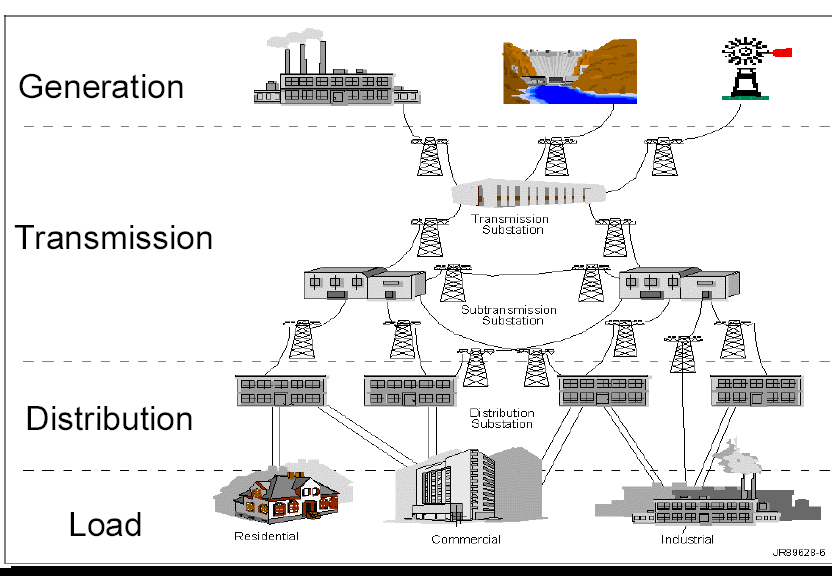 Generation
Transmission
Substation
Transmission
Subtransmission
Substation
Distribution
Substation
Distribution
Load
Residential
Commercial
Industrial
JR89628-6